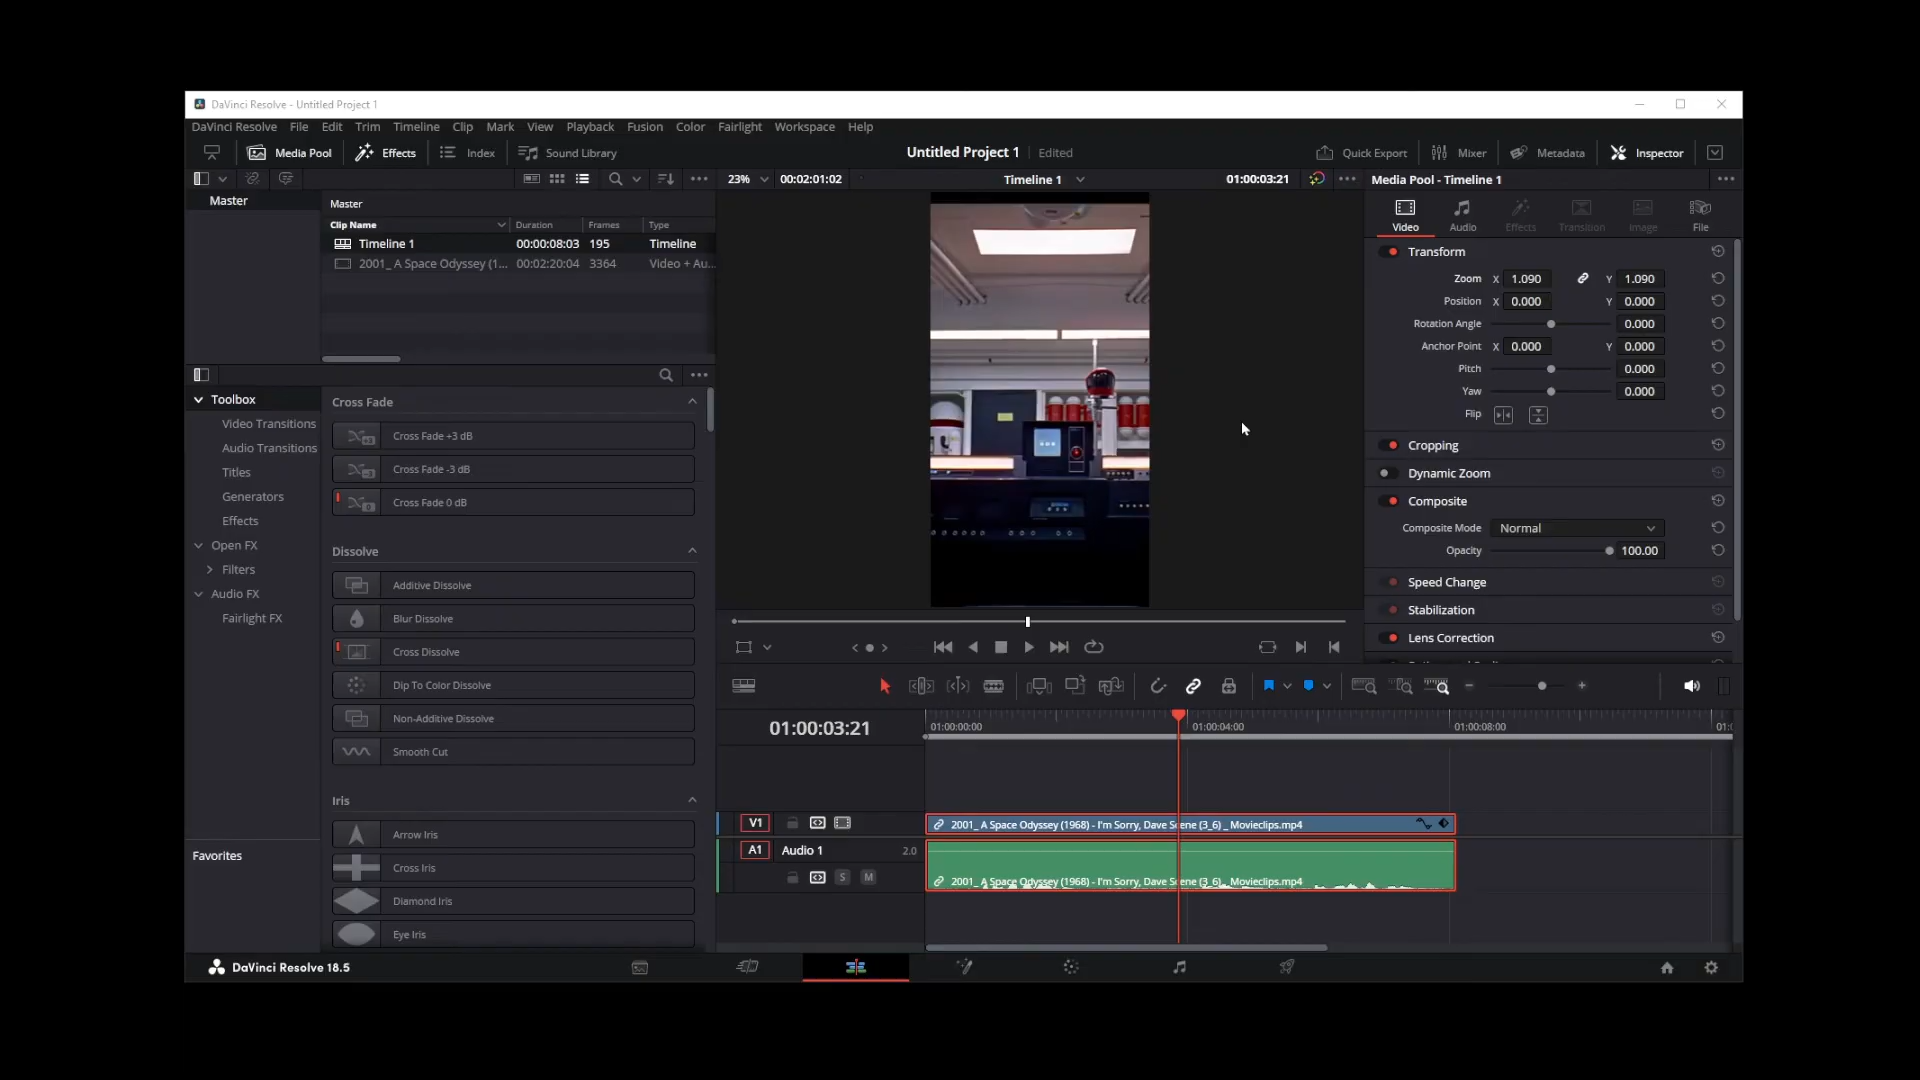 DaVinci Resolve - Untitled Project 1
DaVinci Resolve File Edit Trim Timeline Clip Mark View Playback Fusion Color Fairlight Workspace Help
Media Pool Effects Index Sound Library Untitled Project 1 Edited Quick Export Mixer Metadata Inspector
23% 00:02:01:02 Timeline 1 01:00:03:21 Media Pool - Timeline 1
Master
Master
Clip Name Duration Frames Type
Timeline 1 00:00:08:03 195 Timeline
2001_ A Space Odyssey (1... 00:02:20:04 3364 Video + Au...
Video Audio Effects Transition Image File
Transform
Zoom X 1.090 Y 1.090
Position X 0.000 Y 0.000
Rotation Angle 0.000
Anchor Point X 0.000 Y 0.000
Pitch 0.000
Yaw 0.000
Flip
Cropping
Dynamic Zoom
Composite
Composite Mode Normal
Opacity 100.00
Speed Change
Stabilization
Lens Correction
Toolbox
Video Transitions
Audio Transitions
Titles
Generators
Effects
Open FX
Filters
Audio FX
Fairlight FX
Favorites
Cross Fade
Cross Fade +3 dB
Cross Fade -3 dB
Cross Fade 0 dB
Dissolve
Additive Dissolve
Blur Dissolve
Cross Dissolve
Dip To Color Dissolve
Non-Additive Dissolve
Smooth Cut
Iris
Arrow Iris
Cross Iris
Diamond Iris
Eye Iris
01:00:03:21
01:00:00:00 01:00:04:00 01:00:08:00
V1
2001_ A Space Odyssey (1968) - I'm Sorry, Dave Scene (3_6) _ Movieclips.mp4
A1 Audio 1 2.0
S M
2001_ A Space Odyssey (1968) - I'm Sorry, Dave Scene (3_6) _ Movieclips.mp4
DaVinci Resolve 18.5